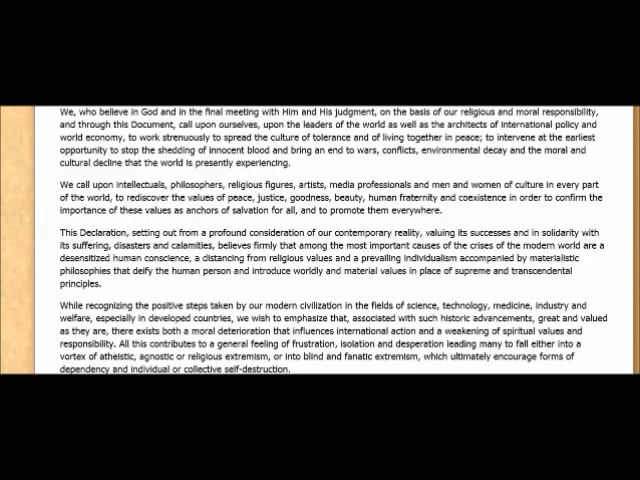 We, who believe in God and in the final meeting with Him and His judgment, on the basis of our religious and moral responsibility,
and through this Document, call upon ourselves, upon the leaders of the world as well as the architects of international policy and
world economy, to work strenuously to spread the culture of tolerance and of living together in peace; to intervene at the earliest
opportunity to stop the shedding of innocent blood and bring an end to wars, conflicts, environmental decay and the moral and
cultural decline that the world is presently experiencing.
We call upon intellectuals, philosophers, religious figures, artists, media professionals and men and women of culture in every part
of the world, to rediscover the values of peace, justice, goodness, beauty, human fraternity and coexistence in order to confirm the
importance of these values as anchors of salvation for all, and to promote them everywhere.
This Declaration, setting out from a profound consideration of our contemporary reality, valuing its successes and in solidarity with
its suffering, disasters and calamities, believes firmly that among the most important causes of the crises of the modern world are a
desensitized human conscience, a distancing from religious values and a prevailing individualism accompanied by materialistic
philosophies that deify the human person and introduce worldly and material values in place of supreme and transcendental
principles.
While recognizing the positive steps taken by our modern civilization in the fields of science, technology, medicine, industry and
welfare, especially in developed countries, we wish to emphasize that, associated with such historic advancements, great and valued
as they are, there exists both a moral deterioration that influences international action and a weakening of spiritual values and
responsibility. All this contributes to a general feeling of frustration, isolation and desperation leading many to fall either into a
vortex of atheistic, agnostic or religious extremism, or into blind and fanatic extremism, which ultimately encourage forms of
dependency and individual or collective self-destruction.